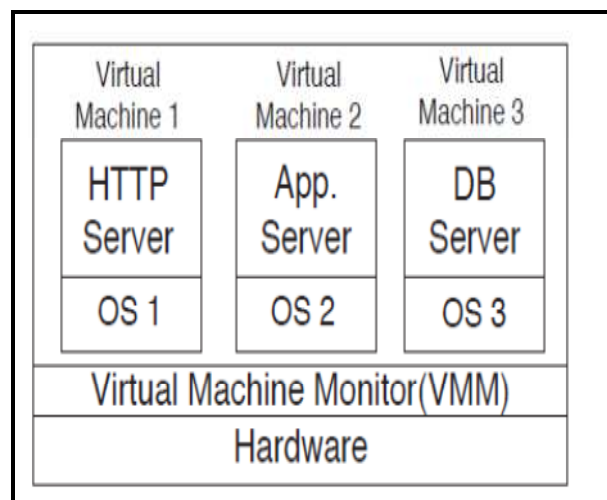 Virtual Machine 1
Virtual Machine 2
Virtual Machine 3
HTTP Server
App. Server
DB Server
OS 1
OS 2
OS 3
Virtual Machine Monitor(VMM)
Hardware